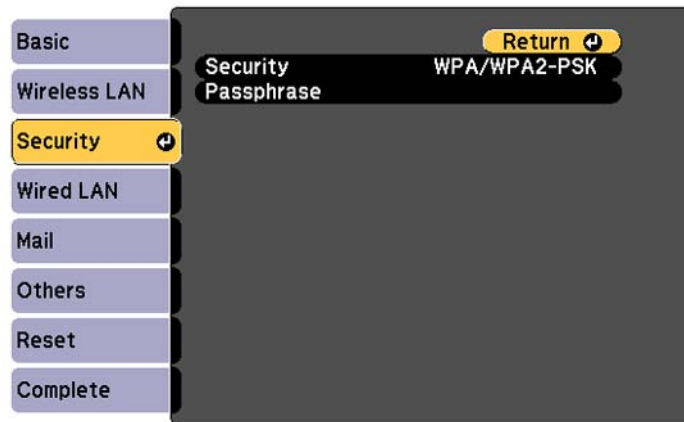 Basic
Wireless LAN
Security
Wired LAN
Mail
Others
Reset
Complete
Return
Security WPA/WPA2-PSK
Passphrase